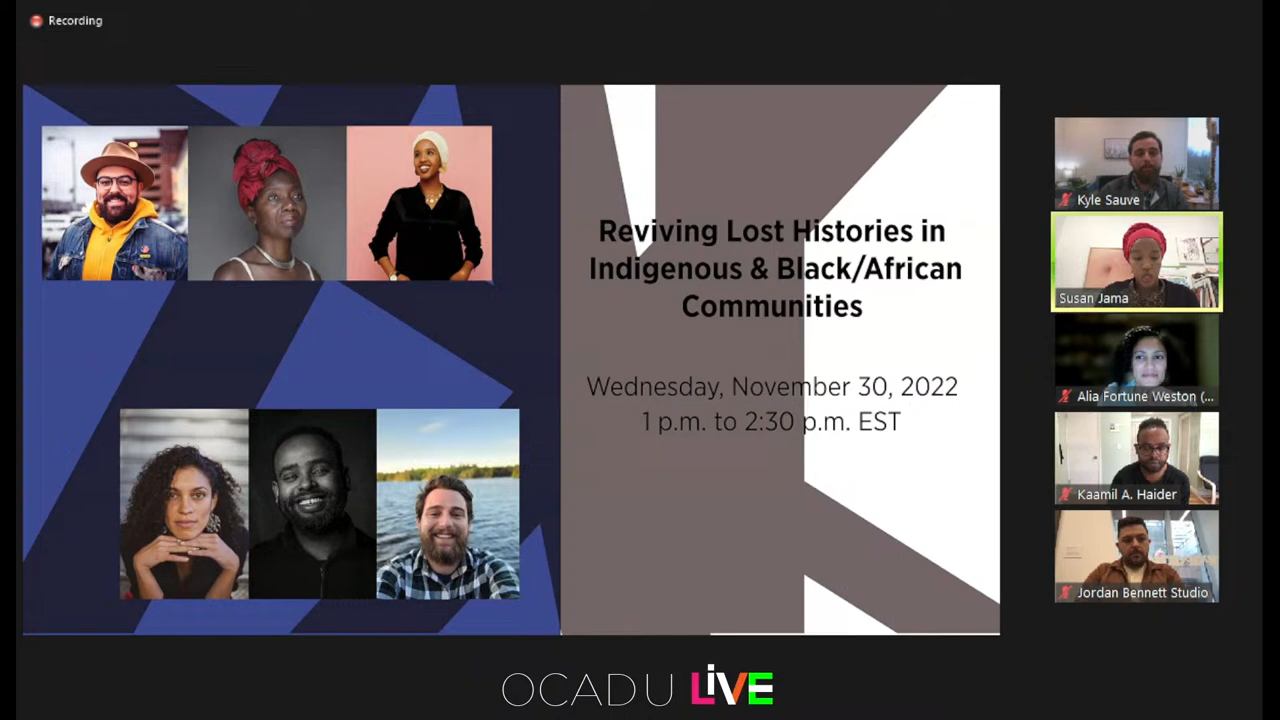 Recording
Reviving Lost Histories in
Indigenous & Black/African
Communities
Wednesday, November 30, 2022
1 p.m. to 2:30 p.m. EST
Kyle Sauve
Susan Jama
Alia Fortune Weston (...
Kaamil A. Haider
Jordan Bennett Studio
OCADU LiVE